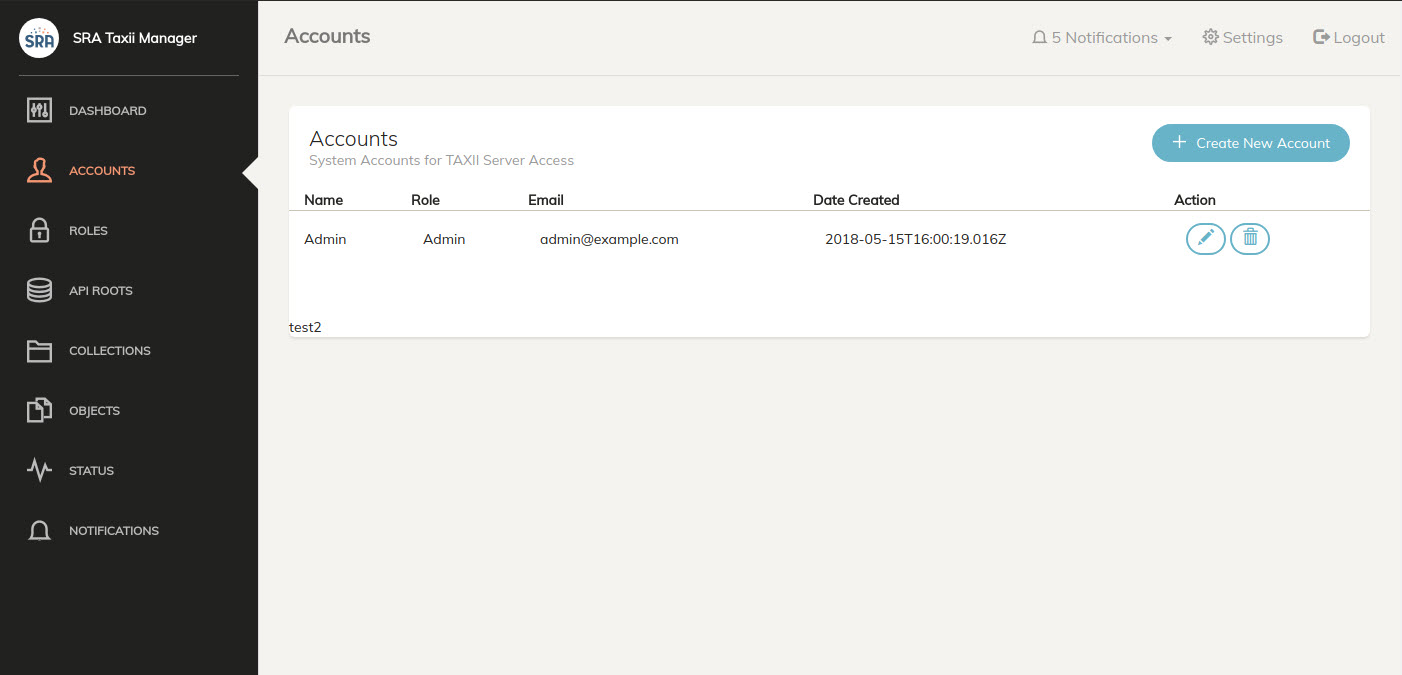 SRA
SRA Taxii Manager
Accounts
5 Notifications
Settings
Logout
DASHBOARD
ACCOUNTS
ROLES
API ROOTS
COLLECTIONS
OBJECTS
STATUS
NOTIFICATIONS
Accounts
System Accounts for TAXII Server Access
+ Create New Account
Name Role Email Date Created Action
Admin Admin admin@example.com 2018-05-15T16:00:19.016Z
test2